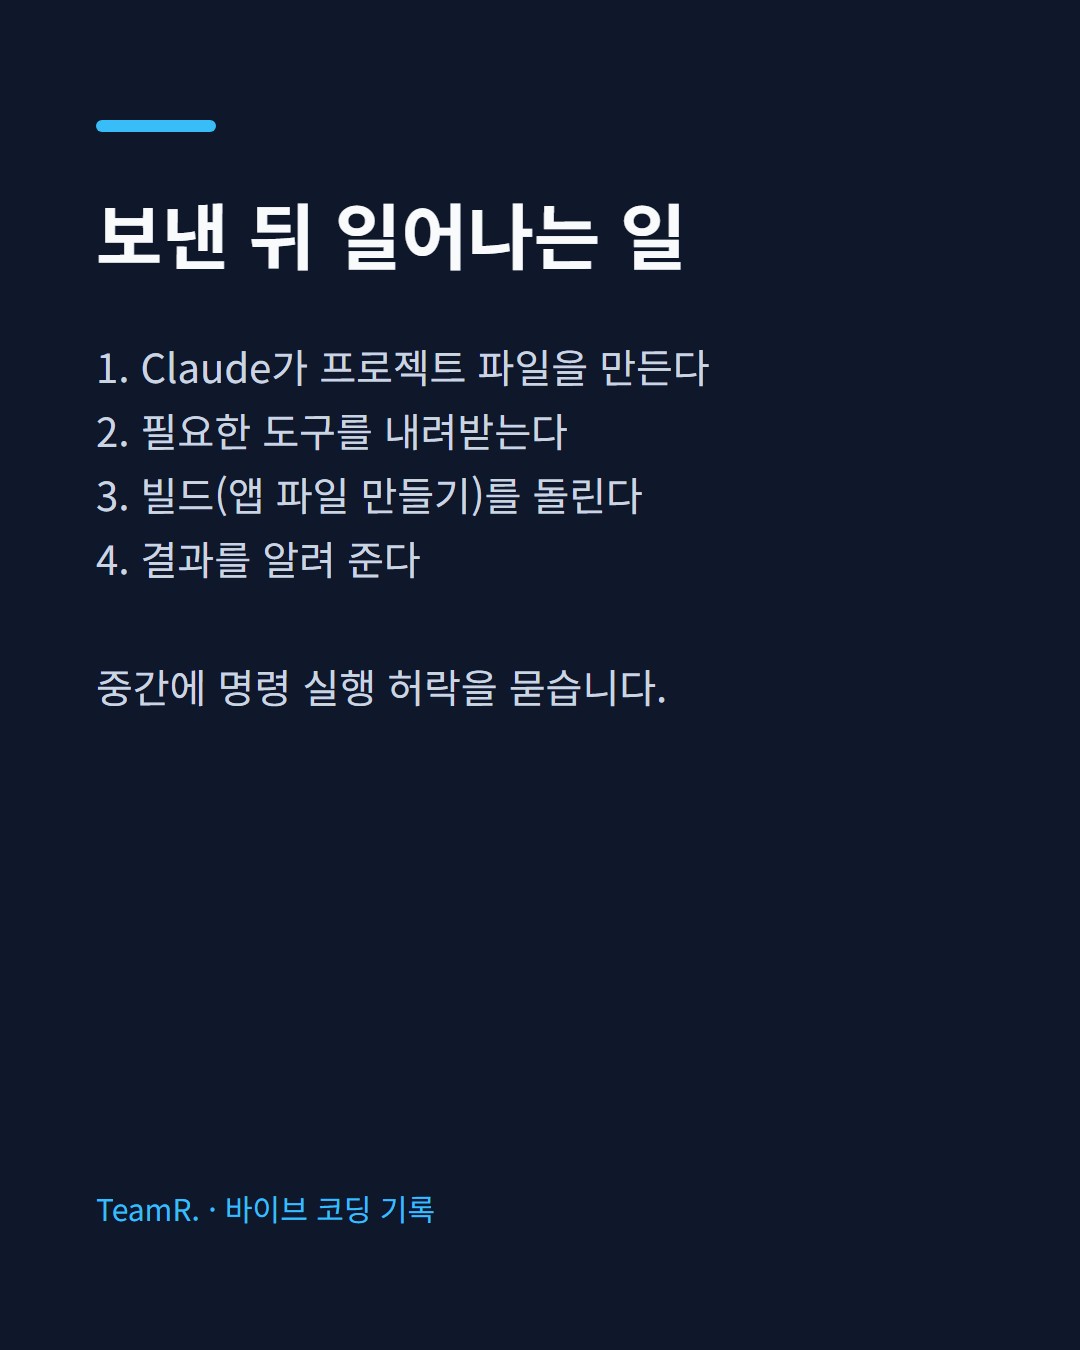 보낸 뒤 일어나는 일
1. Claude가 프로젝트 파일을 만든다
2. 필요한 도구를 내려받는다
3. 빌드(앱 파일 만들기)를 돌린다
4. 결과를 알려 준다
중간에 명령 실행 허락을 묻습니다.
TeamR. · 바이브 코딩 기록